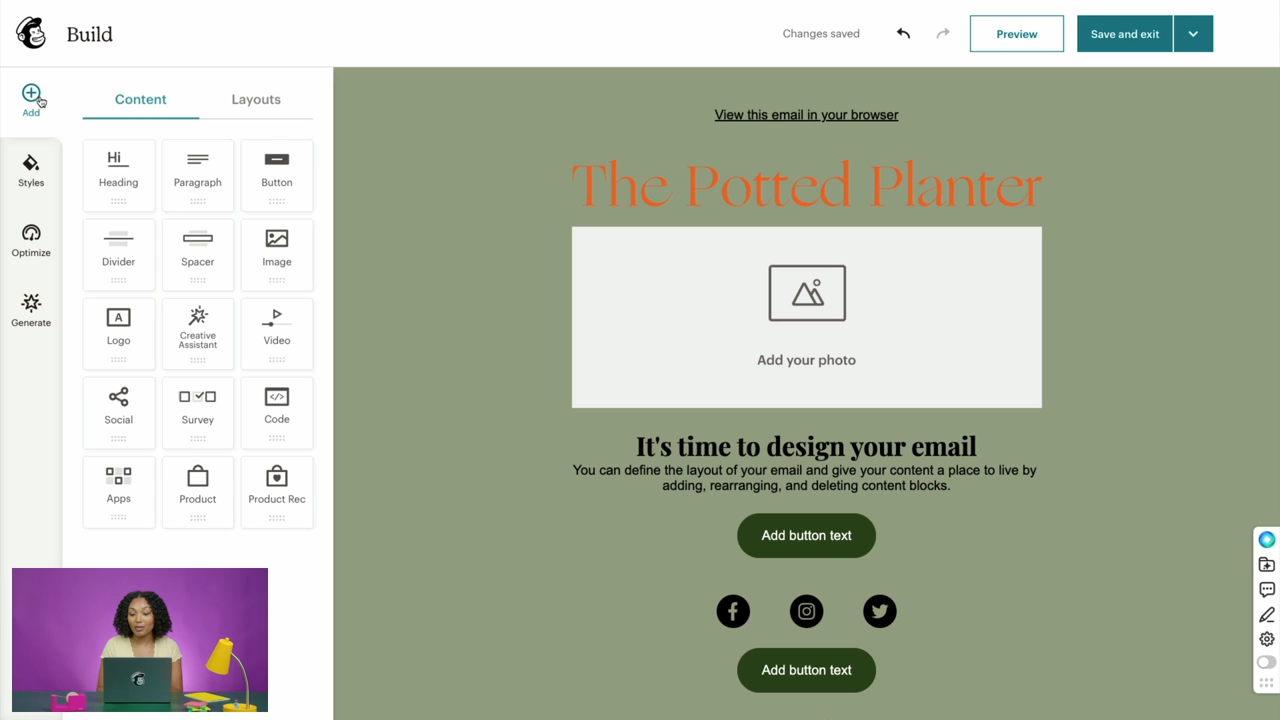 Build
Changes saved
Preview
Save and exit
Add
Styles
Optimize
Generate
Content
Layouts
Hi
Heading
Paragraph
Button
Divider
Spacer
Image
A
Logo
Creative
Assistant
Video
Social
Survey
</>
Code
Apps
Product
Product Rec
View this email in your browser
The Potted Planter
Add your photo
It's time to design your email
You can define the layout of your email and give your content a place to live by
adding, rearranging, and deleting content blocks.
Add button text
Add button text